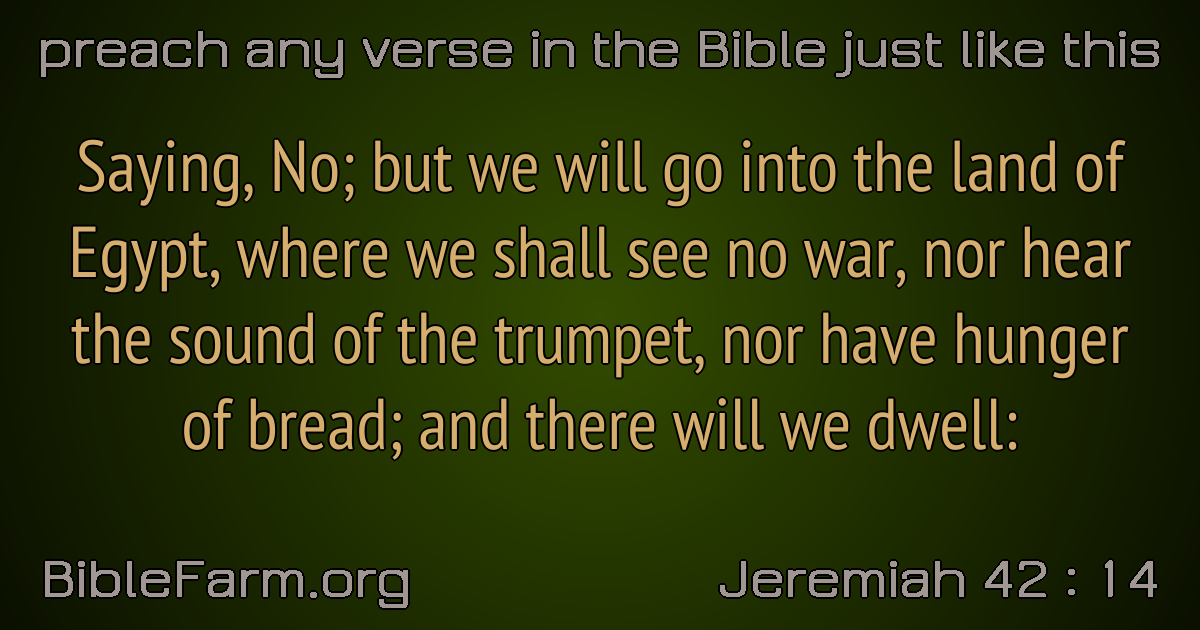 preach any verse in the Bible just like this
Saying, No; but we will go into the land of
Egypt, where we shall see no war, nor hear
the sound of the trumpet, nor have hunger
of bread; and there will we dwell:
BibleFarm.org
Jeremiah 42 : 14